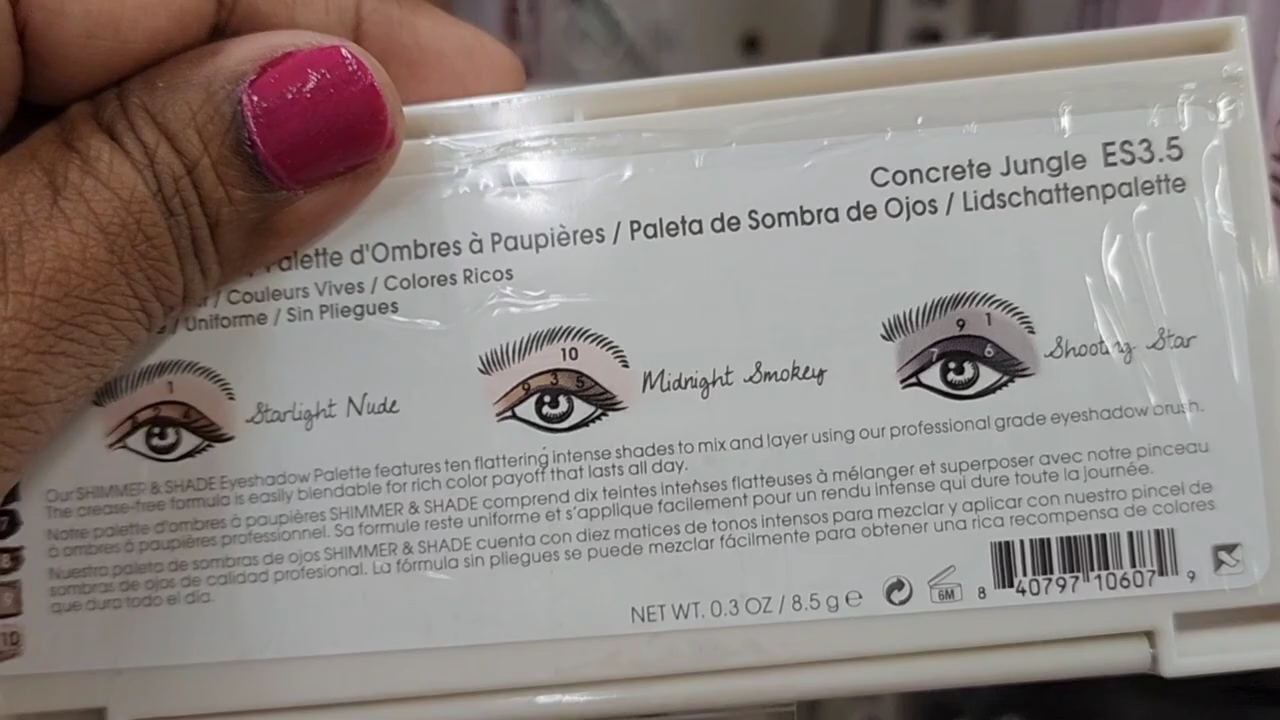 Concrete Jungle ES3.5
alette d'Ombres à Paupières / Paleta de Sombra de Ojos / Lidschattenpalette
/ Couleurs Vives / Colores Ricos
/ Uniforme / Sin Pliegues
1
2
Starlight Nude
10
9 3 5
Midnight Smokey
9 1
7 6
Shooting Star
Our SHIMMER & SHADE Eyeshadow Palette features ten flattering intense shades to mix and layer using our professional grade eyeshadow brush.
The crease-free formula is easily blendable for rich color payoff that lasts all day.
Notre palette d'ombres à paupières SHIMMER & SHADE comprend dix teintes intenses flatteuses à mélanger et superposer avec notre pinceau
à ombres à paupières professionnel. Sa formule reste uniforme et s'applique facilement pour un rendu intense qui dure toute la journée.
Nuestra paleta de sombras de ojos SHIMMER & SHADE cuenta con diez matices de tonos intensos para mezclar y aplicar con nuestro pincel de
sombras de ojos de calidad profesional. La fórmula sin pliegues se puede mezclar fácilmente para obtener una rica recompensa de colores
que dura todo el día.
7
8
9
10
NET WT. 0.3 OZ / 8.5 g e
6M
8 40797 10607 9